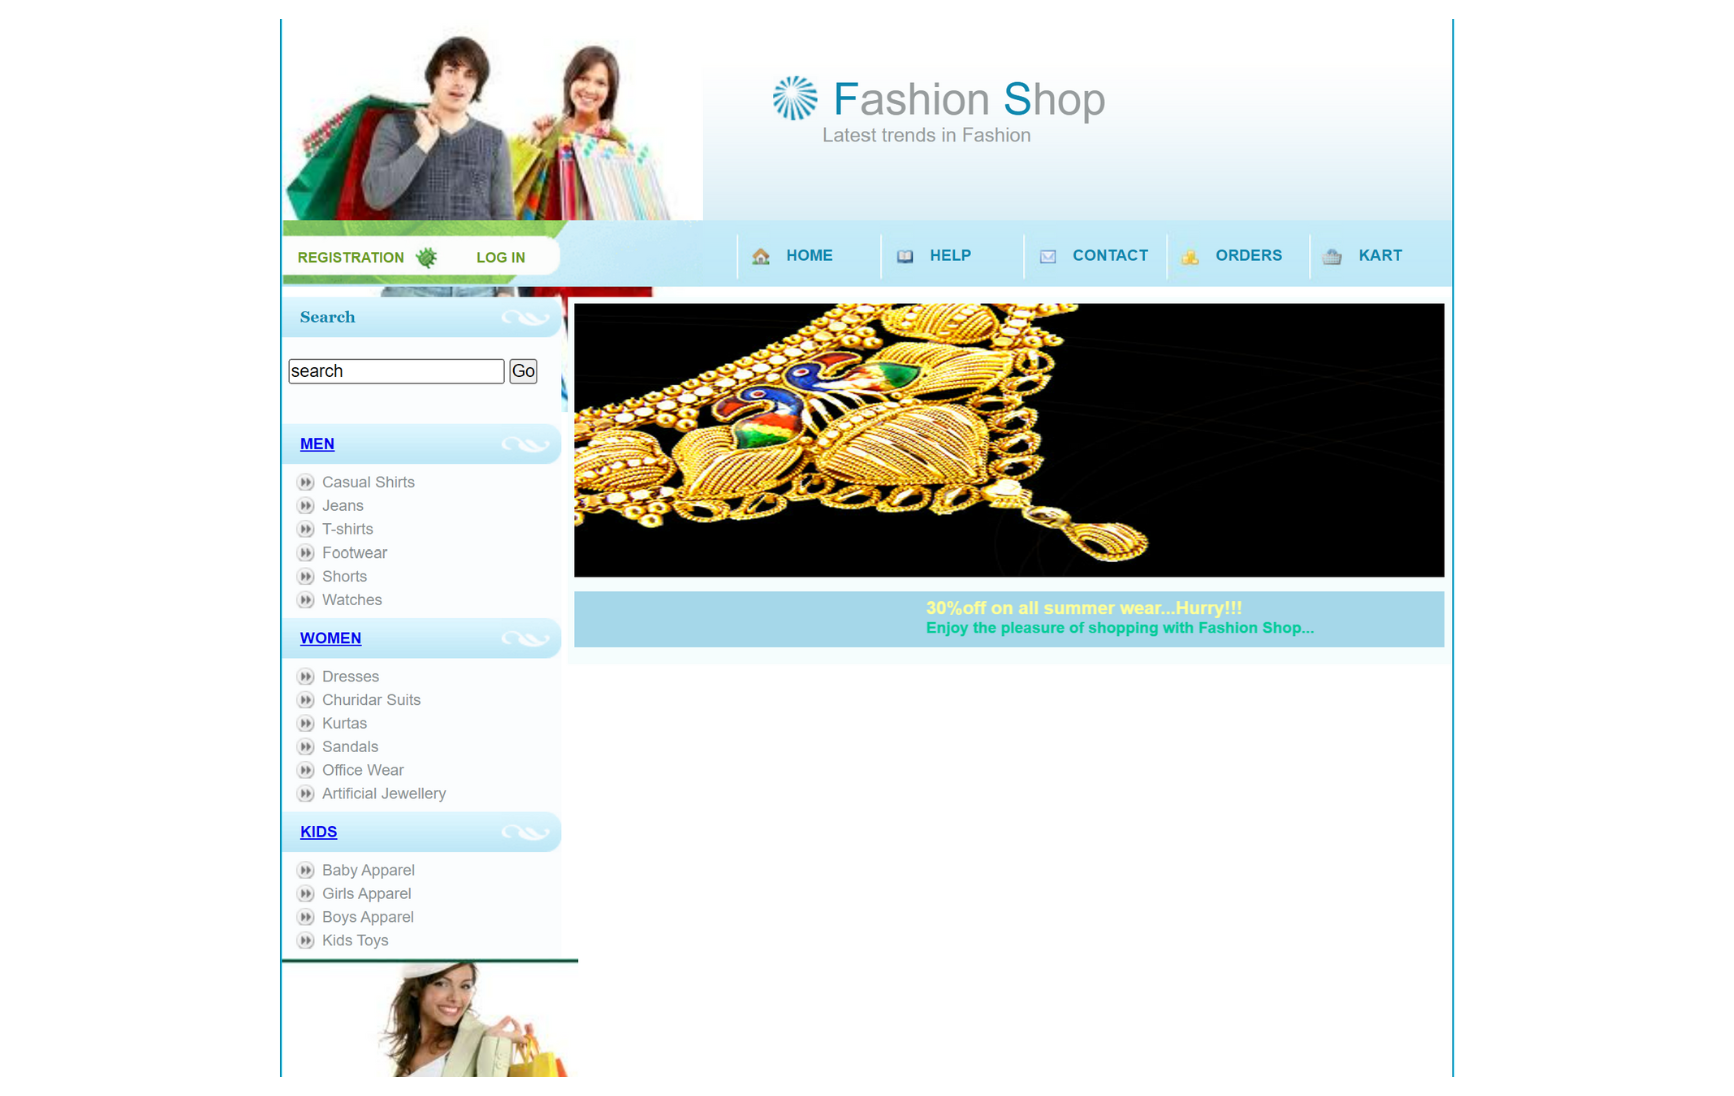 Fashion Shop
Latest trends in Fashion
REGISTRATION LOG IN
HOME HELP CONTACT ORDERS KART
Search
search Go
MEN
Casual Shirts
Jeans
T-shirts
Footwear
Shorts
Watches
WOMEN
Dresses
Churidar Suits
Kurtas
Sandals
Office Wear
Artificial Jewellery
KIDS
Baby Apparel
Girls Apparel
Boys Apparel
Kids Toys
30%off on all summer wear...Hurry!!!
Enjoy the pleasure of shopping with Fashion Shop...